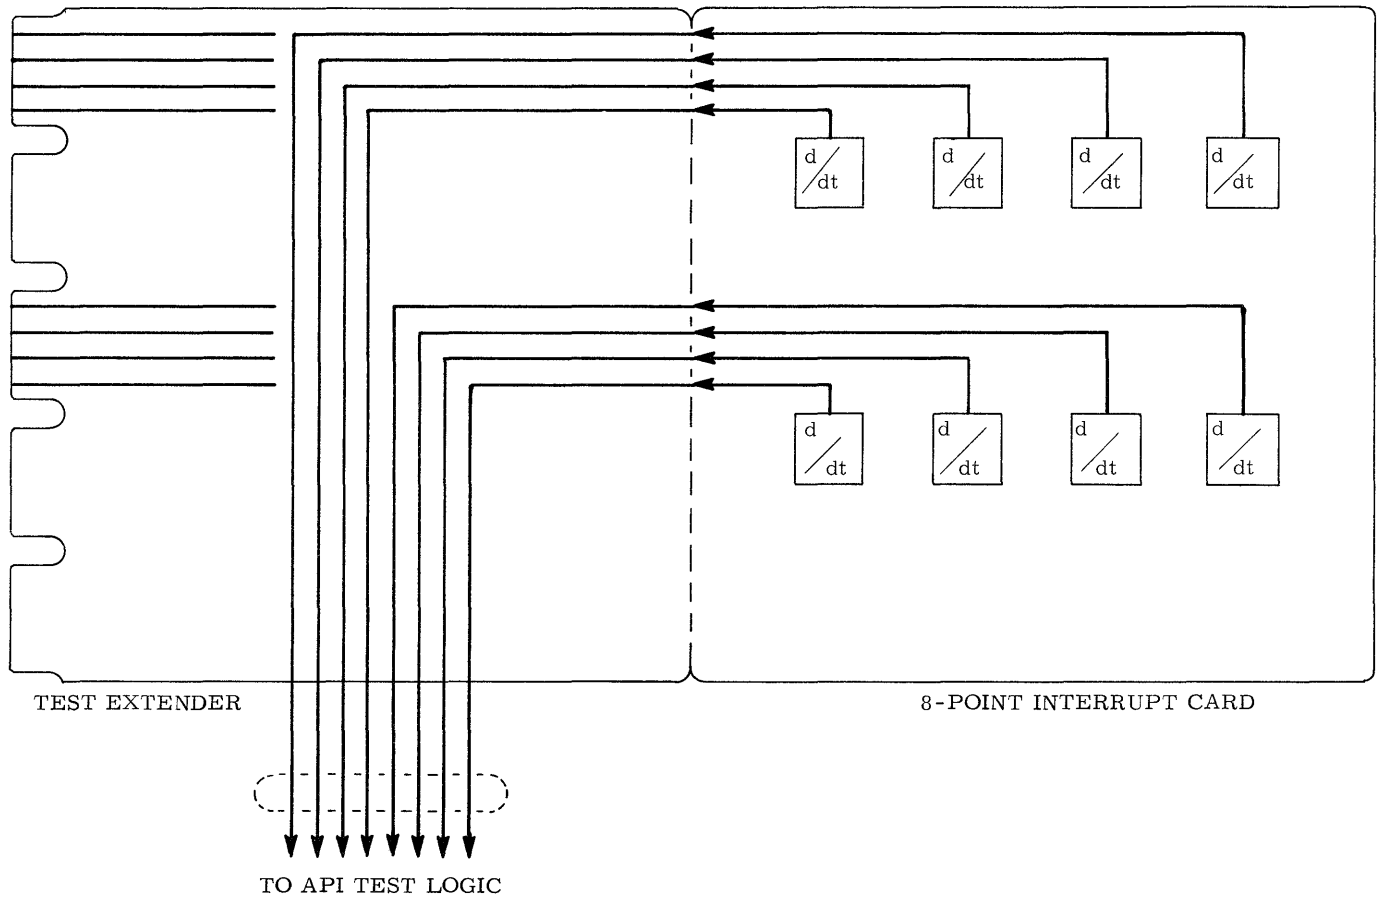 d/dt d/dt d/dt d/dt
d/dt d/dt d/dt d/dt
TEST EXTENDER
8-POINT INTERRUPT CARD
TO API TEST LOGIC